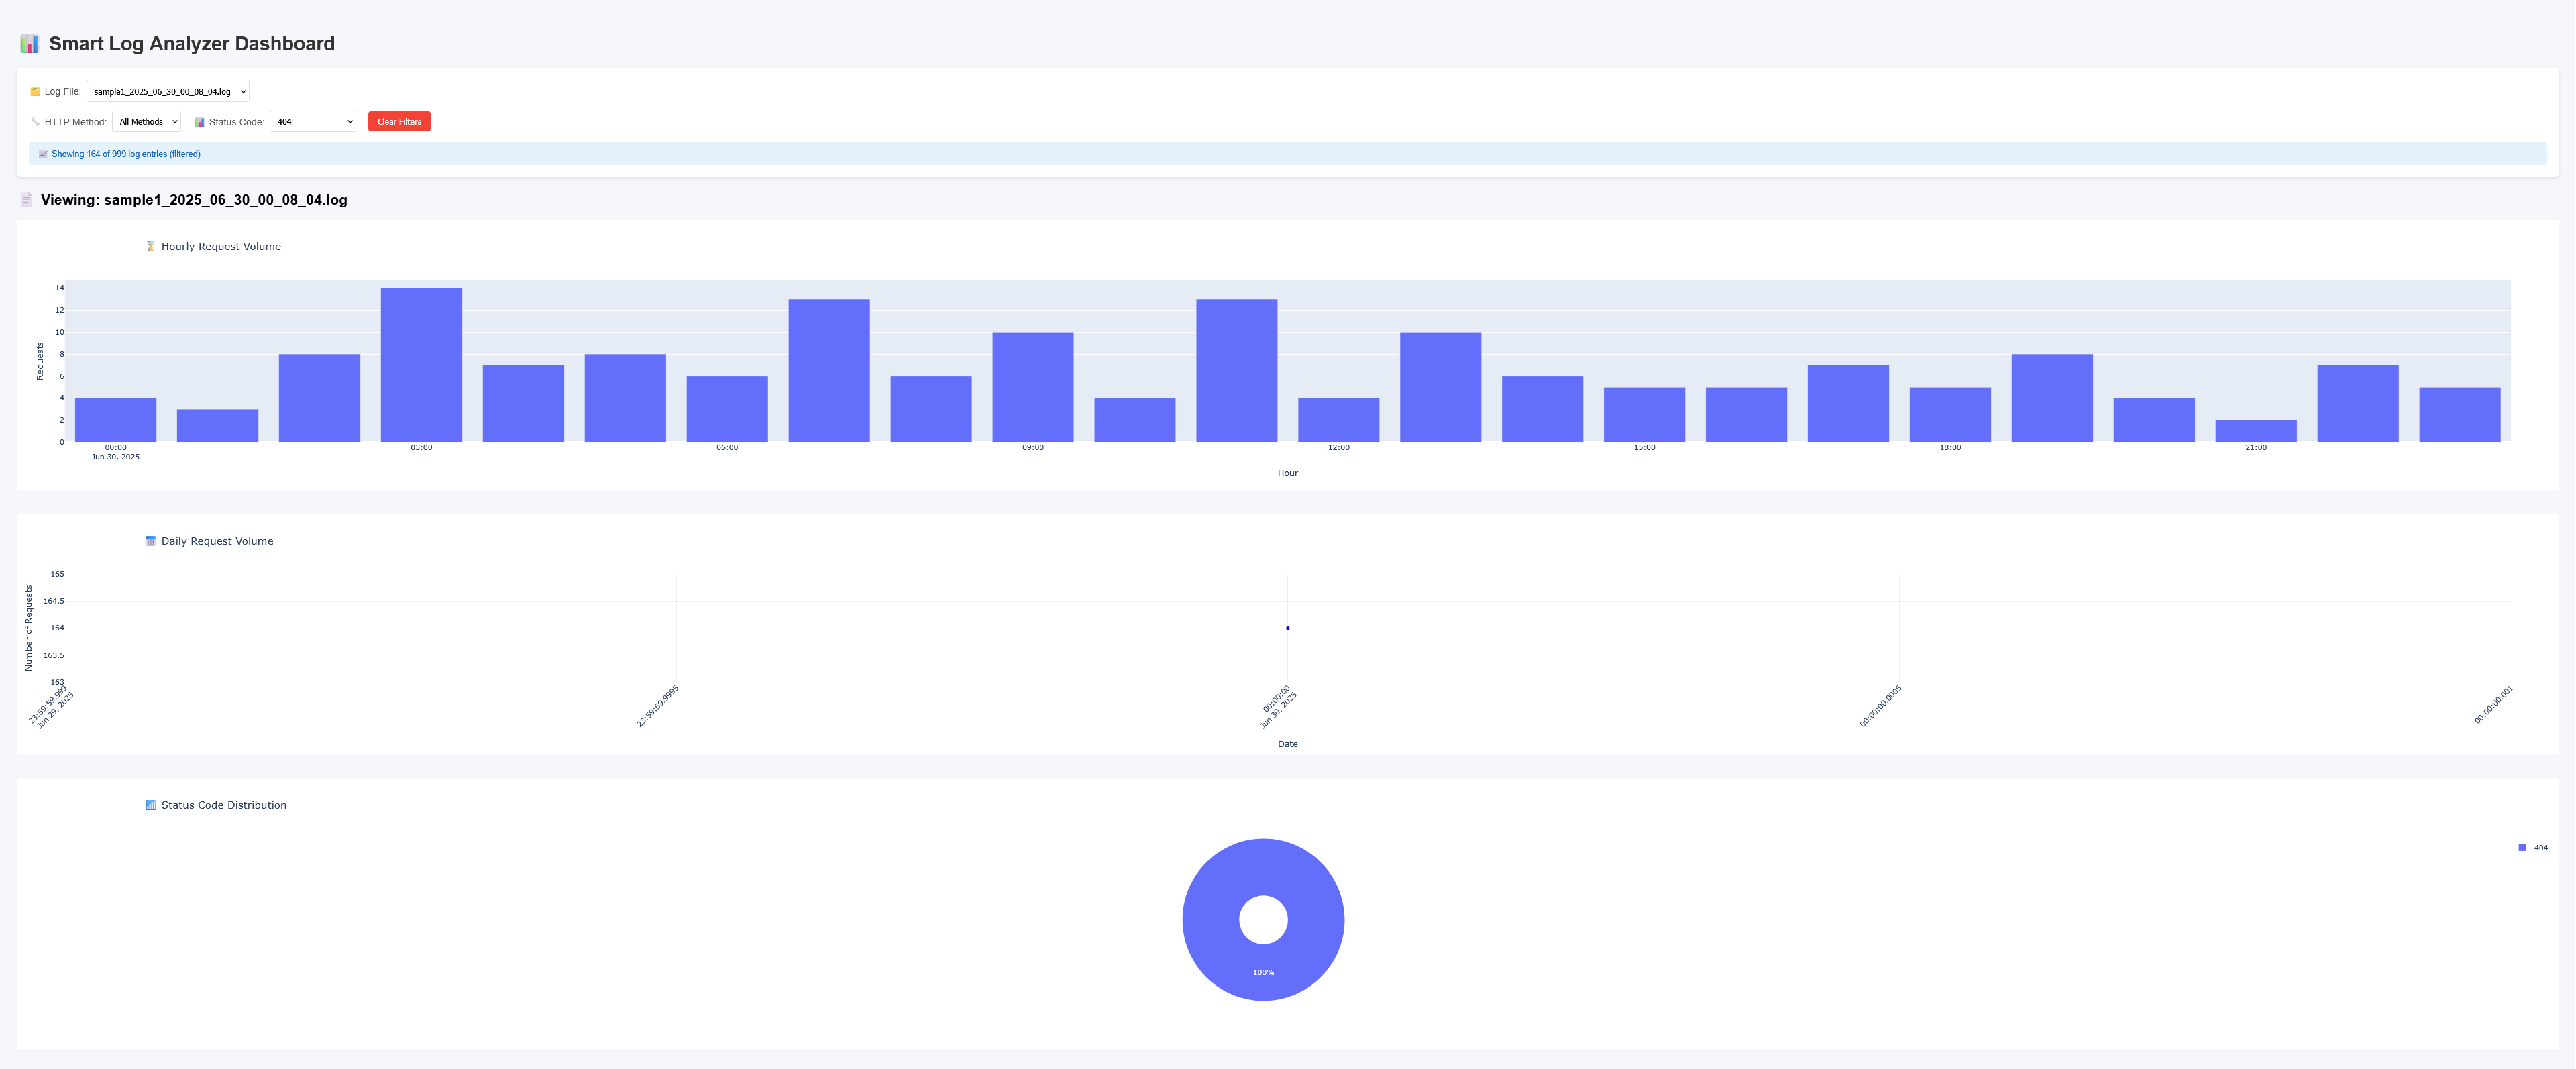 📊 Smart Log Analyzer Dashboard
🗂️ Log File: sample1_2025_06_30_00_08_04.log
🔧 HTTP Method: All Methods 📊 Status Code: 404 Clear Filters
📈 Showing 164 of 999 log entries (filtered)
📄 Viewing: sample1_2025_06_30_00_08_04.log
⏳ Hourly Request Volume
Requests
14
12
10
8
6
4
2
0
00:00 03:00 06:00 09:00 12:00 15:00 18:00 21:00
Jun 30, 2025
Hour
🗓️ Daily Request Volume
Number of Requests
165
164.5
164
163.5
163
23:59:59.999 23:59:59.9995 00:00:00 00:00:00.0005 00:00:00.001
Jun 29, 2025 Jun 30, 2025
Date
📊 Status Code Distribution
404
100%